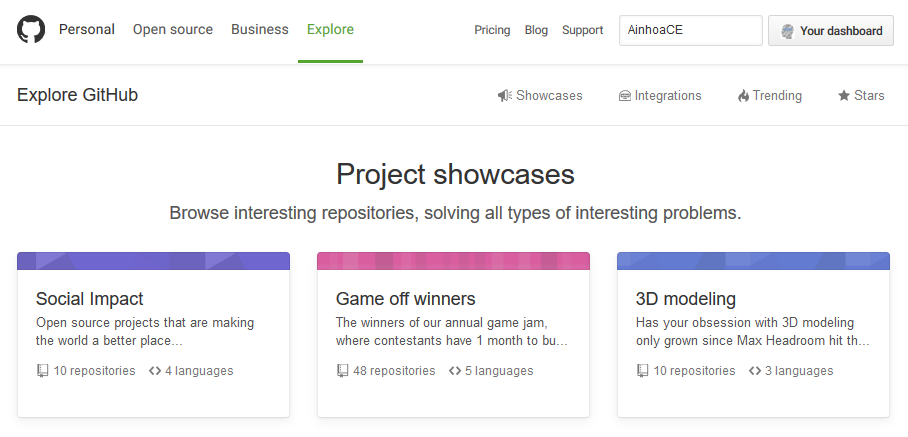 Personal Open source Business Explore Pricing Blog Support AinhoaCE Your dashboard
Explore GitHub Showcases Integrations Trending Stars
Project showcases
Browse interesting repositories, solving all types of interesting problems.
Social Impact
Open source projects that are making
the world a better place...
10 repositories 4 languages
Game off winners
The winners of our annual game jam,
where contestants have 1 month to bu...
48 repositories 5 languages
3D modeling
Has your obsession with 3D modeling
only grown since Max Headroom hit th...
10 repositories 3 languages